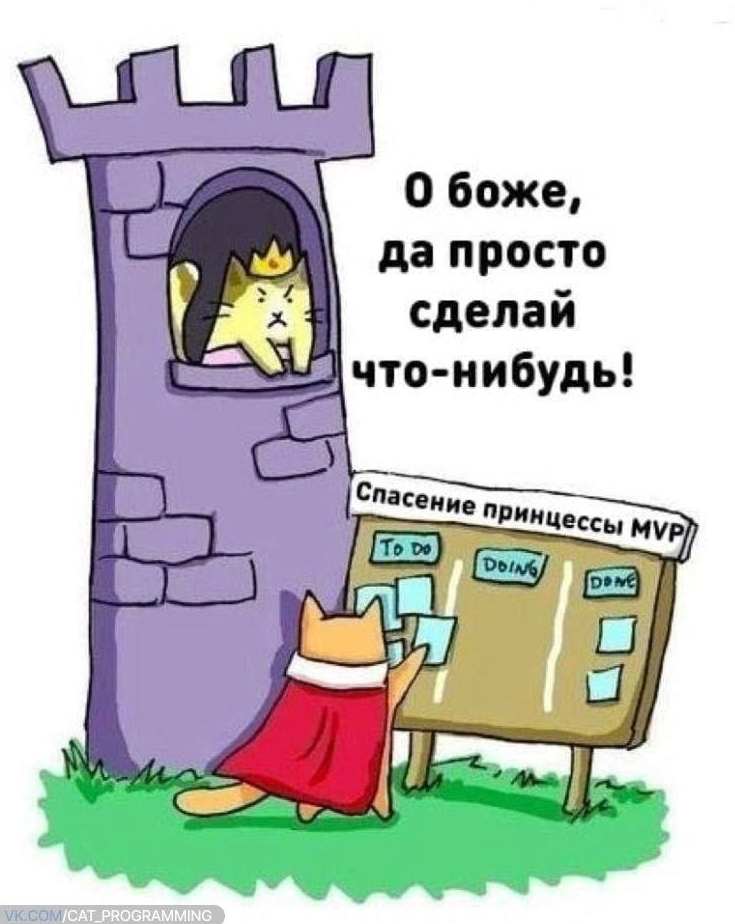 О боже,
да просто
сделай
что-нибудь!
Спасение принцессы MVP
To Do
DOING
DONE
VK.COM/CAT_PROGRAMMING